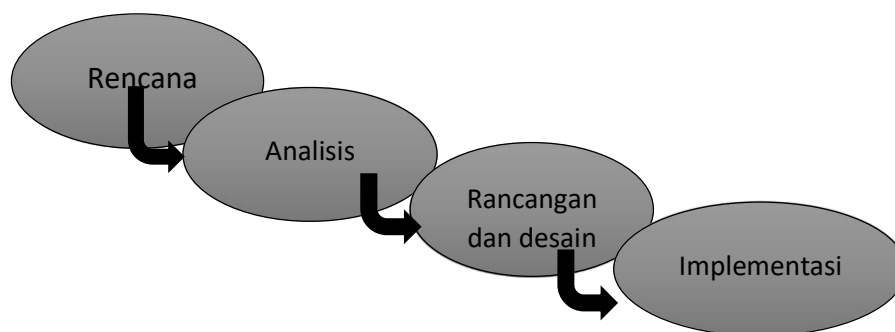 Rencana
Analisis
Rancangan
dan desain
Implementasi